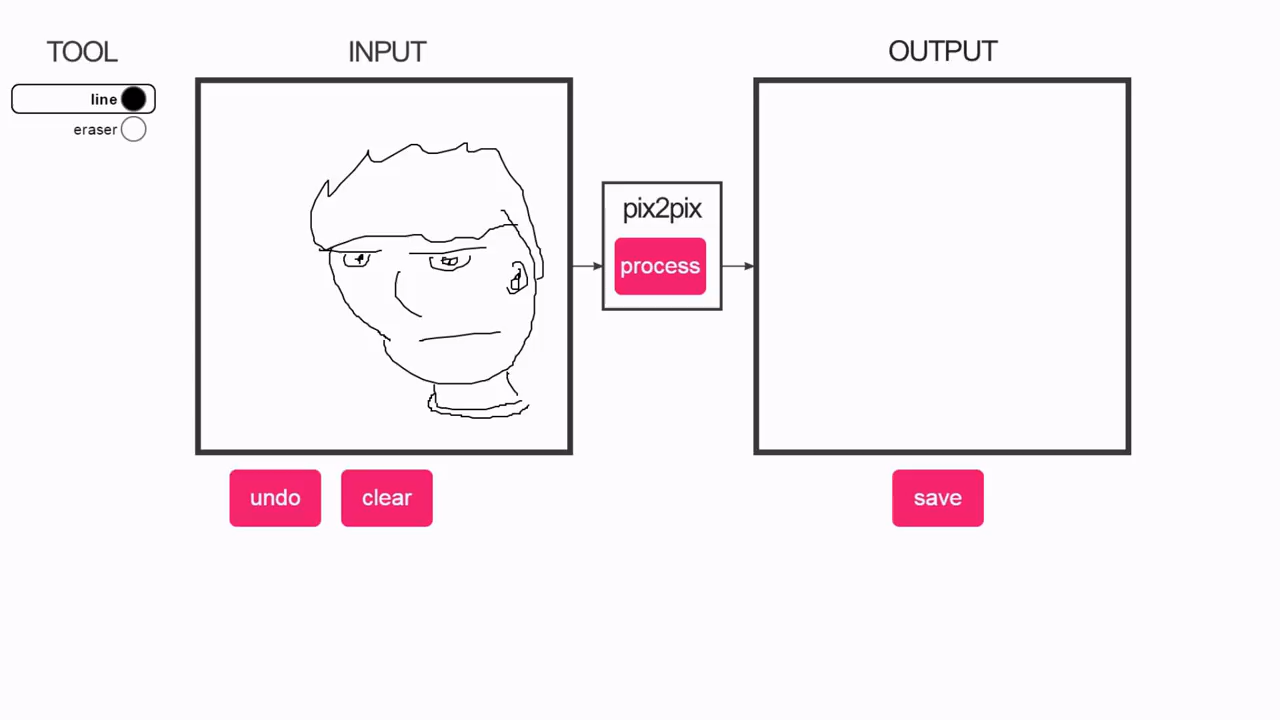 TOOL
line
eraser
INPUT
undo
clear
pix2pix
process
OUTPUT
save